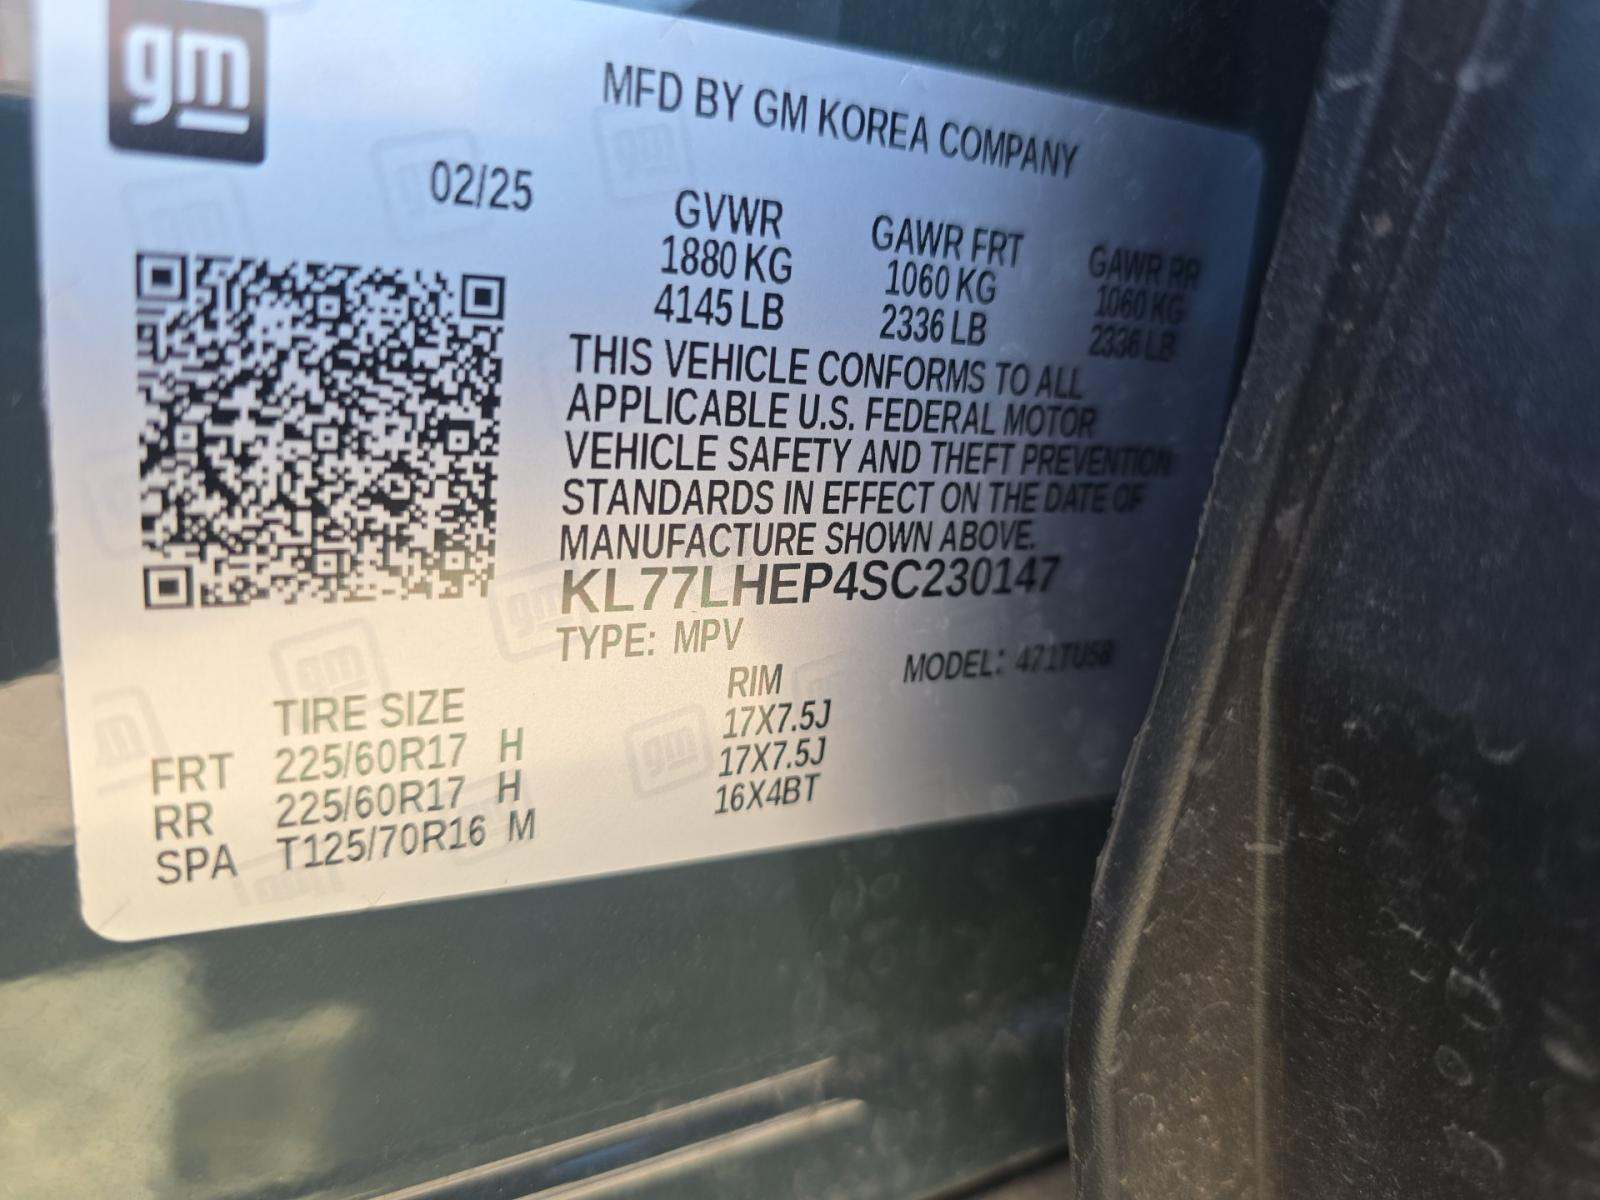 gm
MFD BY GM KOREA COMPANY
02/25
GVWR GAWR FRT GAWR RR
1880 KG 1060 KG 1060 KG
4145 LB 2336 LB 2336 LB
THIS VEHICLE CONFORMS TO ALL
APPLICABLE U.S. FEDERAL MOTOR
VEHICLE SAFETY AND THEFT PREVENTION
STANDARDS IN EFFECT ON THE DATE OF
MANUFACTURE SHOWN ABOVE.
KL77LHEP4SC230147
TYPE: MPV MODEL:
TIRE SIZE RIM
FRT 225/60R17 H 17X7.5J
RR 225/60R17 H 17X7.5J
SPA T125/70R16 M 16X4BT